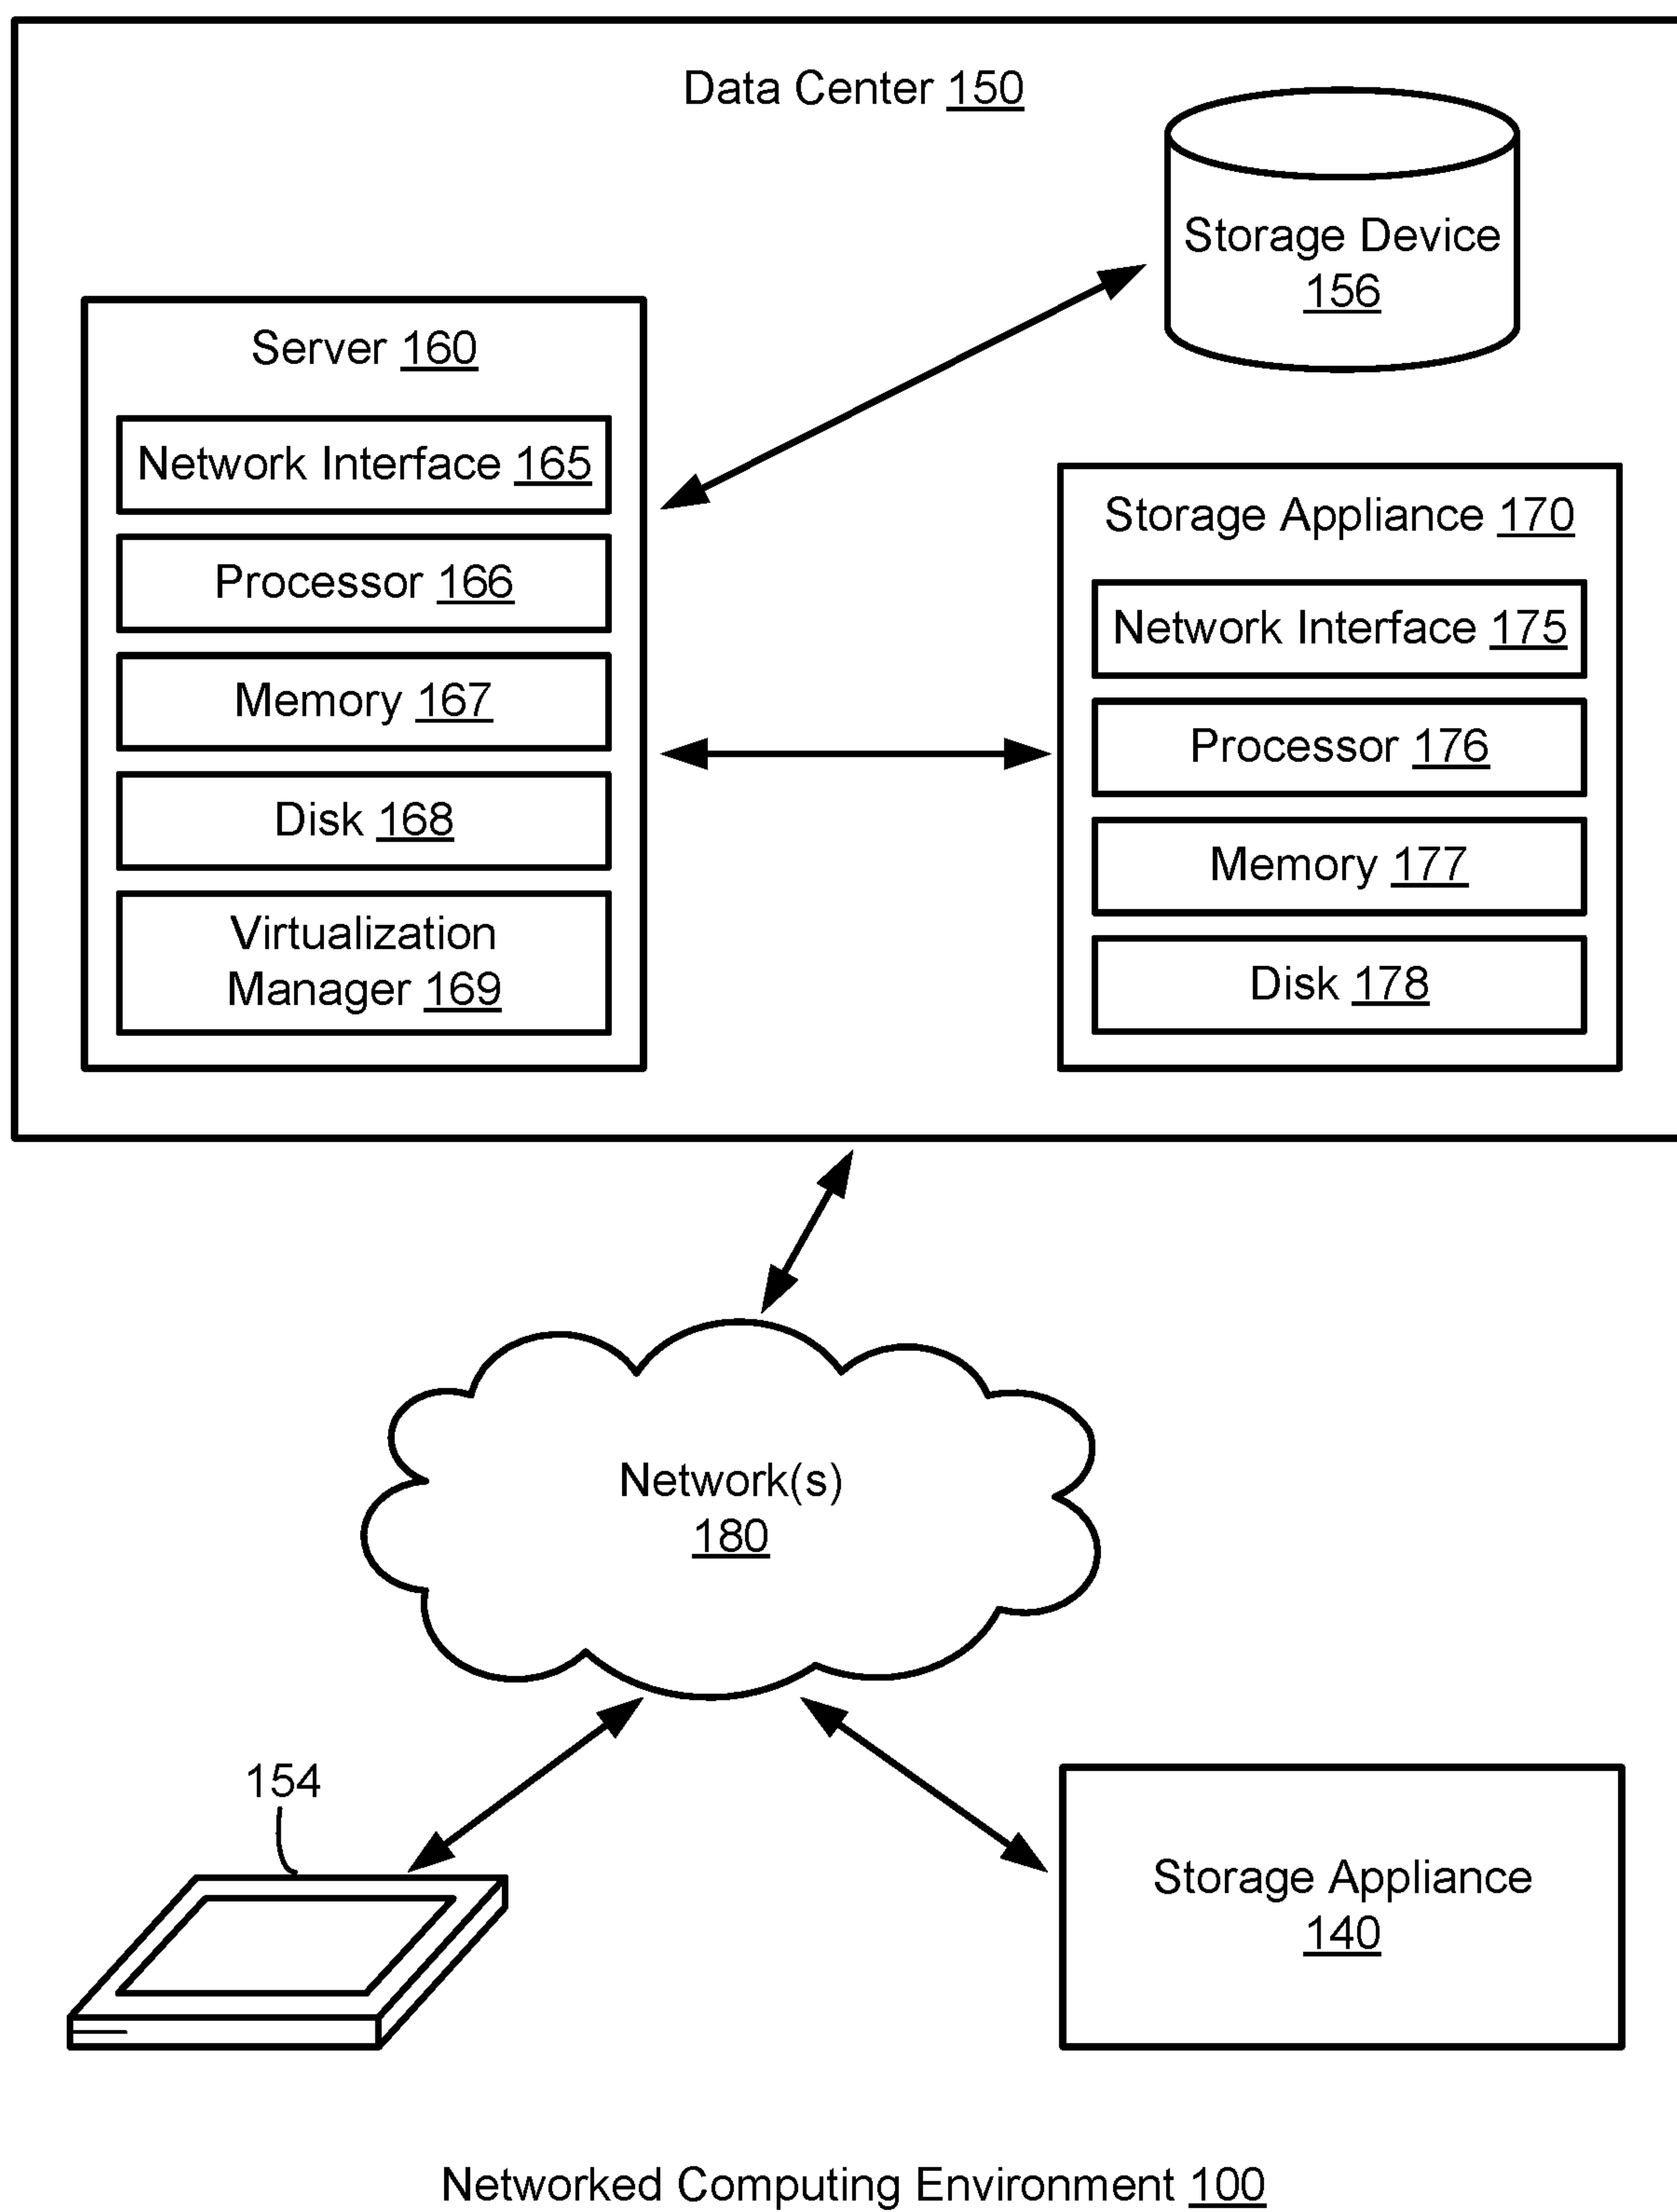 Data Center 150
Storage Device
156
Server 160
Network Interface 165
Processor 166
Memory 167
Disk 168
Virtualization
Manager 169
Storage Appliance 170
Network Interface 175
Processor 176
Memory 177
Disk 178
Network(s)
180
154
Storage Appliance
140
Networked Computing Environment 100